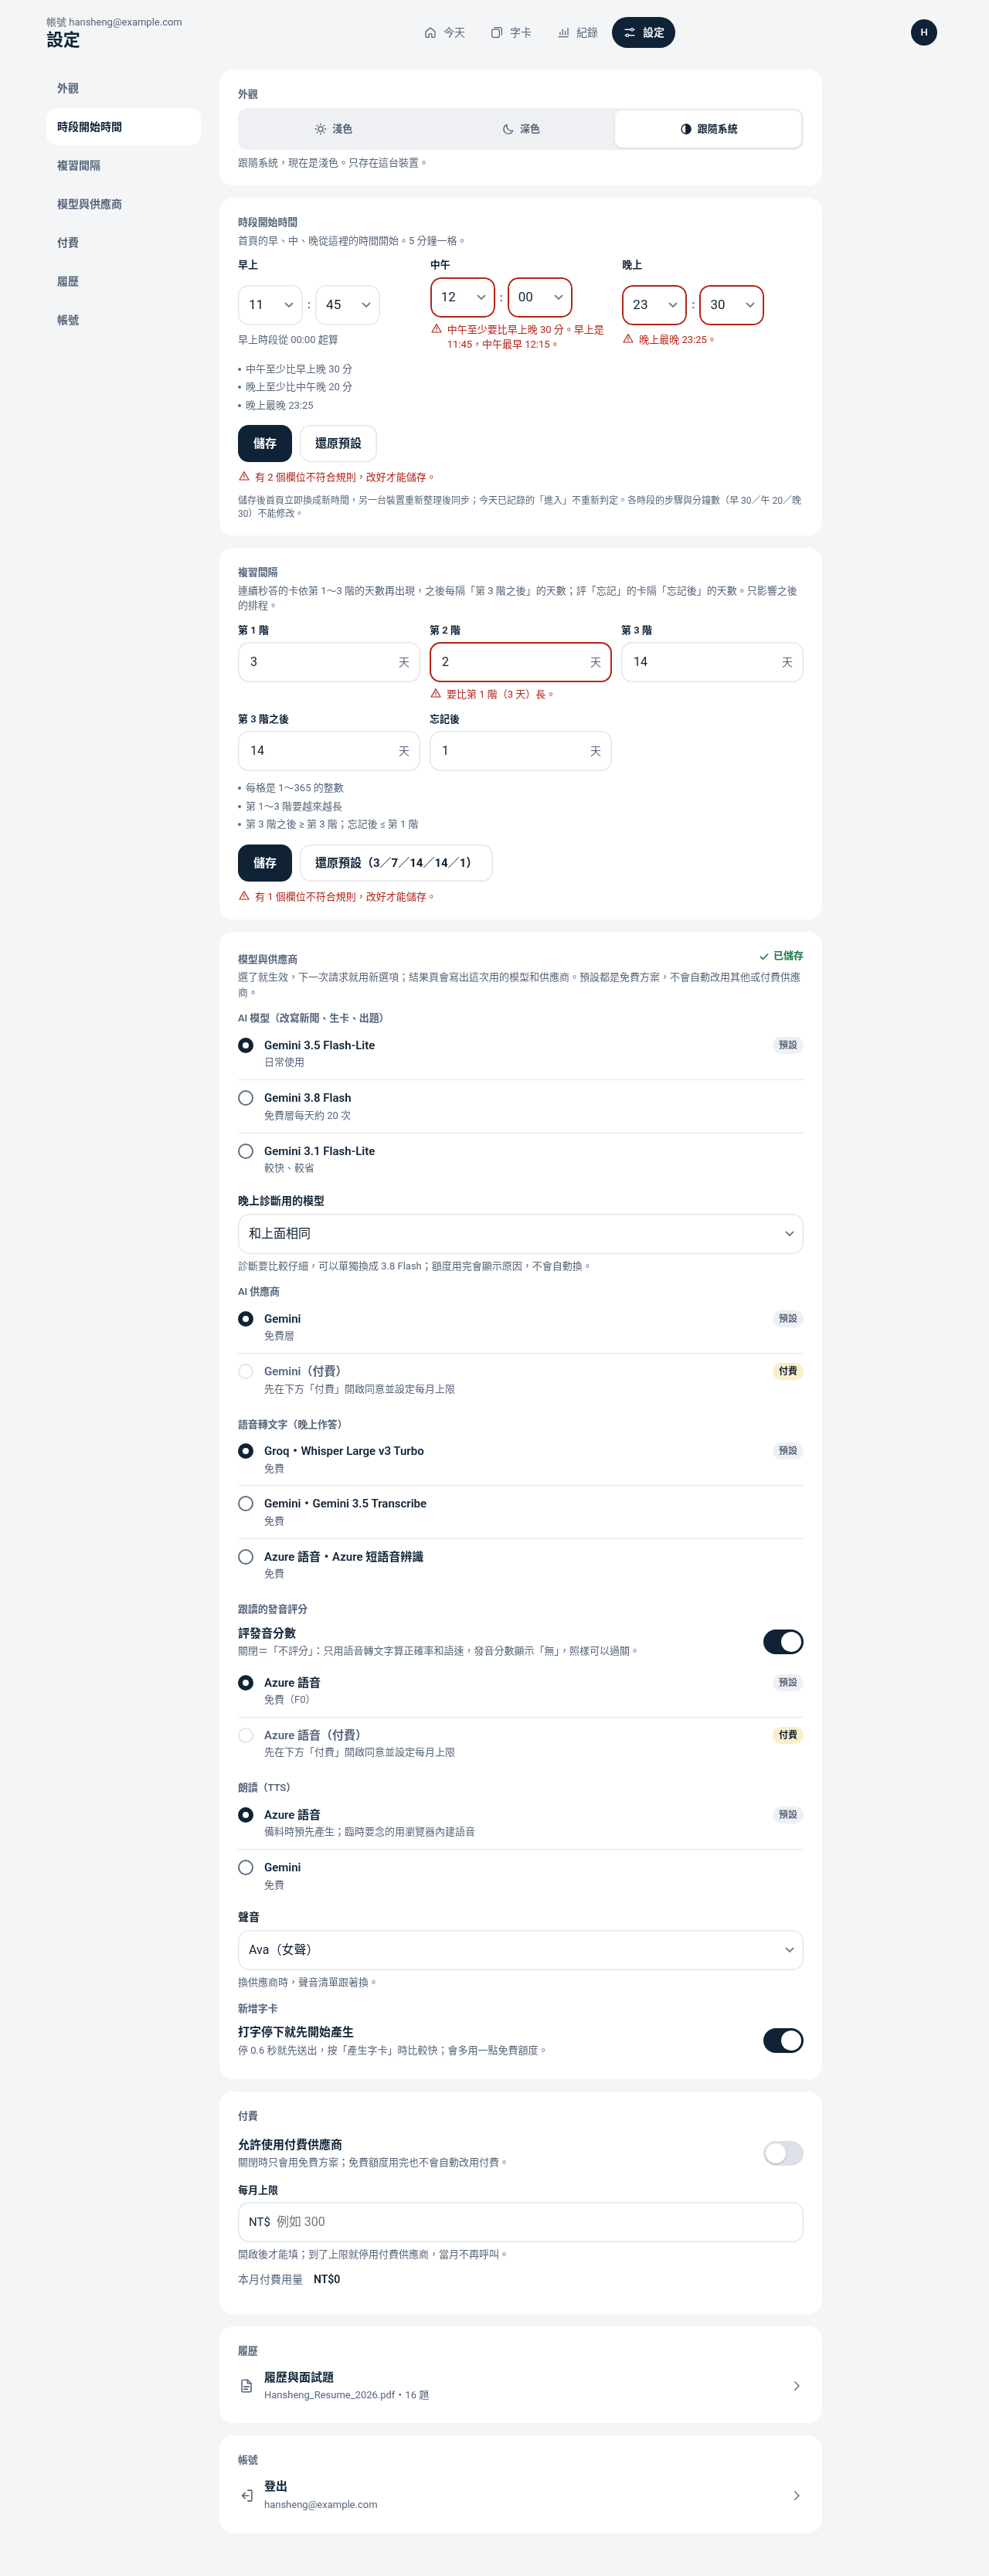 帳號 hansheng@example.com
設定
今天
字卡
紀錄
設定
H
外觀
時段開始時間
複習間隔
模型與供應商
付費
履歷
帳號
外觀
淺色
深色
跟隨系統
跟隨系統，現在是淺色。只存在這台裝置。
時段開始時間
首頁的早、中、晚從這裡的時間開始。5 分鐘一格。
早上
中午
晚上
11 : 45
12 : 00
23 : 30
早上時段從 00:00 起算
中午至少要比早上晚 30 分。早上是
11:45，中午最早 12:15。
晚上最晚 23:25。
• 中午至少比早上晚 30 分
• 晚上至少比中午晚 20 分
• 晚上最晚 23:25
儲存
還原預設
有 2 個欄位不符合規則，改好才能儲存。
儲存後首頁立即換成新時間，另一台裝置重新整理後同步；今天已記錄的「進入」不重新判定。各時段的步驟與分鐘數（早 30／午 20／晚
30）不能修改。
複習間隔
連續秒答的卡依第 1～3 階的天數再出現，之後每隔「第 3 階之後」的天數；評「忘記」的卡隔「忘記後」的天數。只影響之後
的排程。
第 1 階
第 2 階
第 3 階
3 天
2 天
14 天
要比第 1 階（3 天）長。
第 3 階之後
忘記後
14 天
1 天
• 每格是 1～365 的整數
• 第 1～3 階要越來越長
• 第 3 階之後 ≥ 第 3 階；忘記後 ≤ 第 1 階
儲存
還原預設（3／7／14／14／1）
有 1 個欄位不符合規則，改好才能儲存。
模型與供應商
已儲存
選了就生效，下一次請求就用新選項；結果頁會寫出這次用的模型和供應商。預設都是免費方案，不會自動改用其他或付費供應
商。
AI 模型（改寫新聞、生卡、出題）
Gemini 3.5 Flash-Lite
預設
日常使用
Gemini 3.8 Flash
免費層每天約 20 次
Gemini 3.1 Flash-Lite
較快、較省
晚上診斷用的模型
和上面相同
診斷要比較仔細，可以單獨換成 3.8 Flash；額度用完會顯示原因，不會自動換。
AI 供應商
Gemini
預設
免費層
Gemini（付費）
付費
先在下方「付費」開啟同意並設定每月上限
語音轉文字（晚上作答）
Groq・Whisper Large v3 Turbo
預設
免費
Gemini・Gemini 3.5 Transcribe
免費
Azure 語音・Azure 短語音辨識
免費
跟讀的發音評分
評發音分數
關閉＝「不評分」：只用語音轉文字算正確率和語速，發音分數顯示「無」，照樣可以過關。
Azure 語音
預設
免費（F0）
Azure 語音（付費）
付費
先在下方「付費」開啟同意並設定每月上限
朗讀（TTS）
Azure 語音
預設
備料時預先產生；臨時要念的用瀏覽器內建語音
Gemini
免費
聲音
Ava（女聲）
換供應商時，聲音清單跟著換。
新增字卡
打字停下就先開始產生
停 0.6 秒就先送出，按「產生字卡」時比較快；會多用一點免費額度。
付費
允許使用付費供應商
關閉時只會用免費方案；免費額度用完也不會自動改用付費。
每月上限
NT$ 例如 300
開啟後才能填；到了上限就停用付費供應商，當月不再呼叫。
本月付費用量 NT$0
履歷
履歷與面試題
Hansheng_Resume_2026.pdf・16 題
帳號
登出
hansheng@example.com